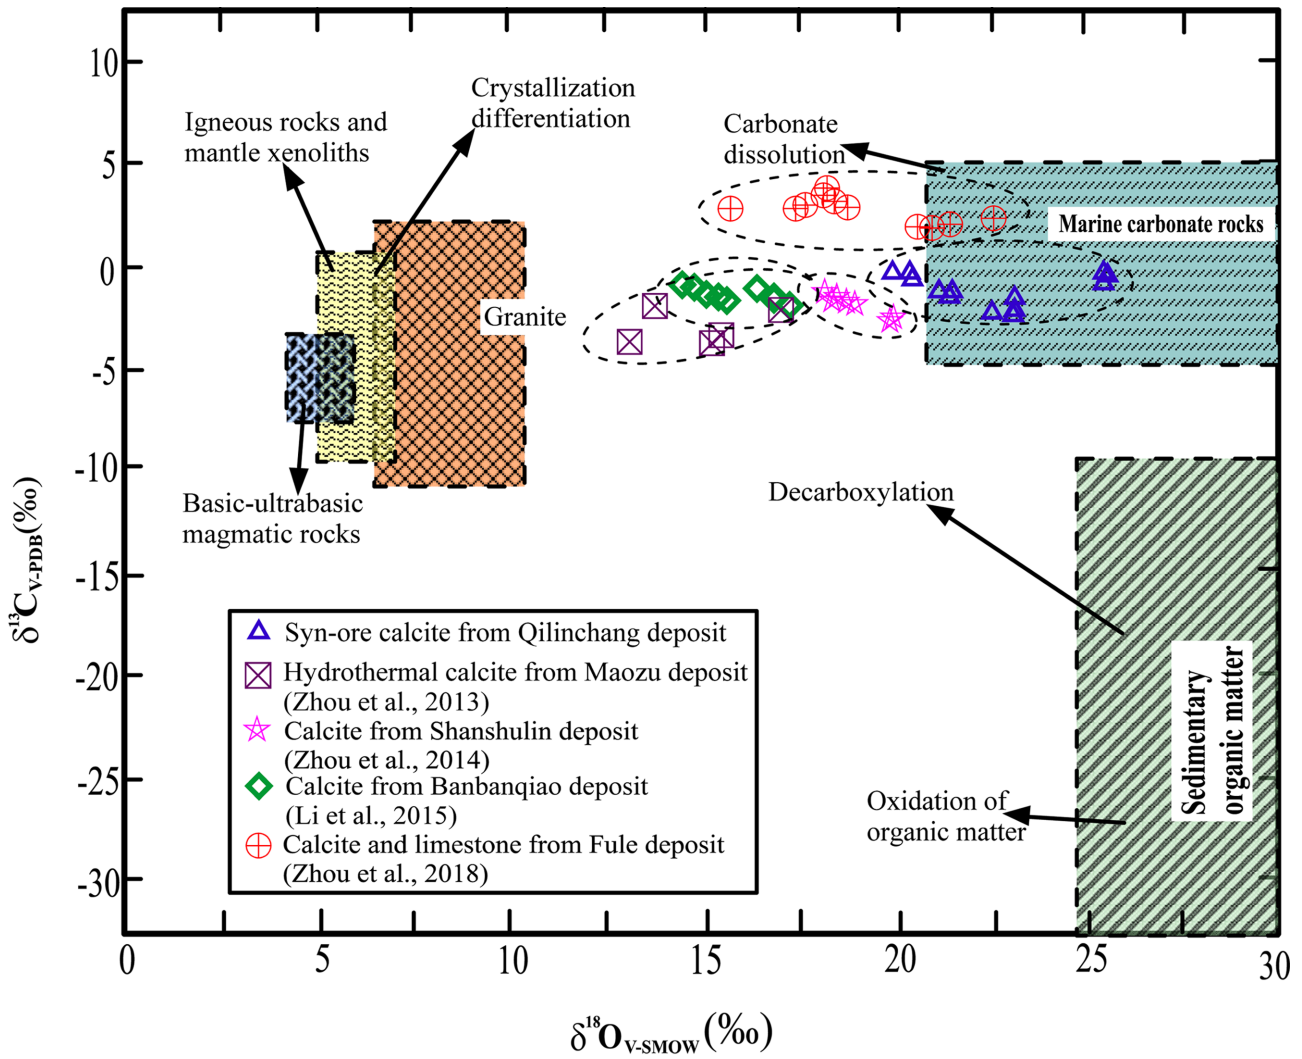 10
5
0
-5
-10
-15
-20
-25
-30
δ¹³C V-PDB(‰)
Crystallization
differentiation
Igneous rocks and
mantle xenoliths
Carbonate
dissolution
Marine carbonate rocks
Granite
Basic-ultrabasic
magmatic rocks
Decarboxylation
Oxidation of
organic matter
Sedimentary
organic matter
Syn-ore calcite from Qilinchang deposit
Hydrothermal calcite from Maozu deposit
(Zhou et al., 2013)
Calcite from Shanshulin deposit
(Zhou et al., 2014)
Calcite from Banbanqiao deposit
(Li et al., 2015)
Calcite and limestone from Fule deposit
(Zhou et al., 2018)
0 5 10 15 20 25 30
δ¹⁸O V-SMOW (‰)